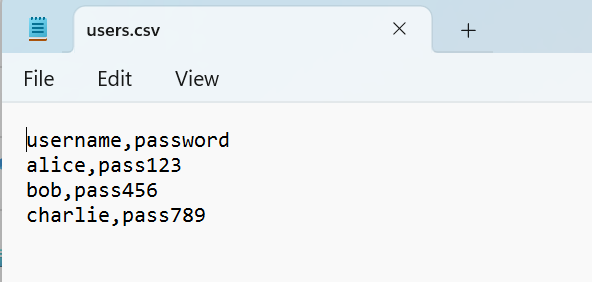 users.csv
File Edit View
username,password
alice,pass123
bob,pass456
charlie,pass789